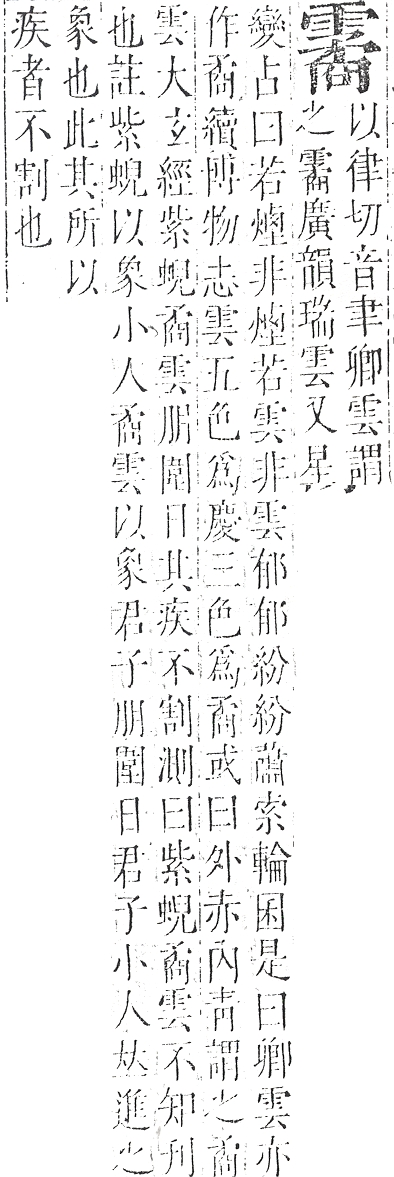 霱以律切音聿卿雲謂
之霱廣韻瑞雲又星
變占曰若煙非煙若雲非雲郁郁紛紛蕭索輪囷是曰卿雲亦
作矞續博物志雲五色爲慶三色爲矞或曰外赤內青謂之矞
雲大玄經紫蜺矞雲朋圍日其疾不割測曰紫蜺矞雲不知刋
也註紫蜺以象小人矞雲以象君子朋圍日君子小人𠀤進之
象也此其所以
疾者不割也